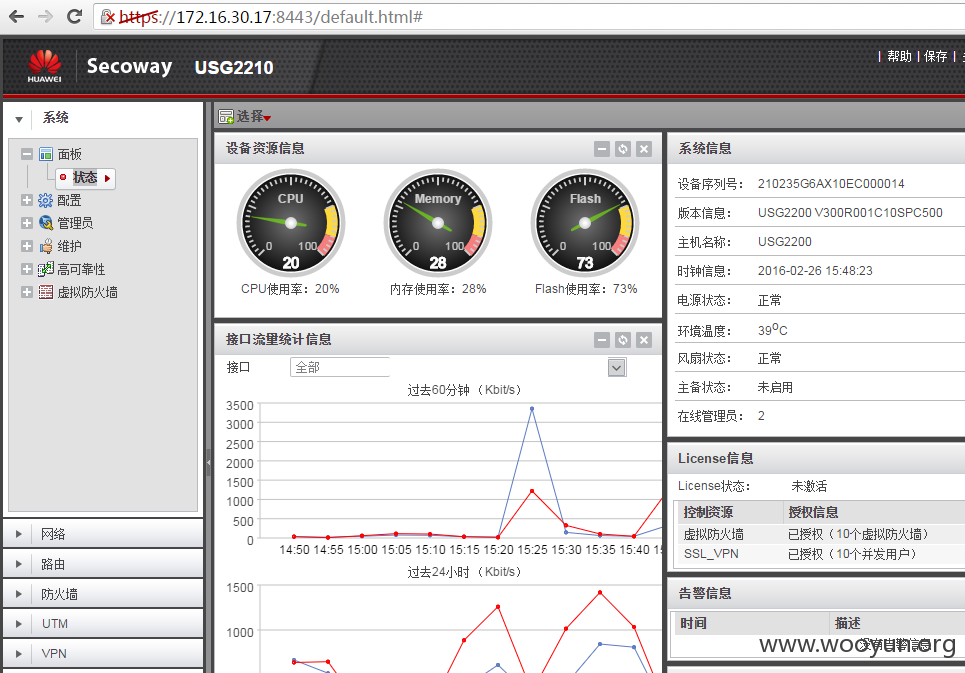 https://172.16.30.17:8443/default.html#
HUAWEI
Secoway USG2210
| 帮助 | 保存 |
系统
面板
状态
配置
管理员
维护
高可靠性
虚拟防火墙
网络
路由
防火墙
UTM
VPN
选择
设备资源信息
CPU
0 100
20
CPU使用率：20%
Memory
0 100
28
内存使用率：28%
Flash
0 100
73
Flash使用率：73%
接口流量统计信息
接口 全部
过去60分钟（Kbit/s）
3500
3000
2500
2000
1500
1000
500
0
14:50 14:55 15:00 15:05 15:10 15:15 15:20 15:25 15:30 15:35 15:40
过去24小时（Kbit/s）
1500
1000
系统信息
设备序列号： 210235G6AX10EC000014
版本信息： USG2200 V300R001C10SPC500
主机名称： USG2200
时钟信息： 2016-02-26 15:48:23
电源状态： 正常
环境温度： 39°C
风扇状态： 正常
主备状态： 未启用
在线管理员： 2
License信息
License状态： 未激活
控制资源 授权信息
虚拟防火墙 已授权（10个虚拟防火墙）
SSL_VPN 已授权（10个并发用户）
告警信息
时间 描述
没有告警信息
www.wooyun.org